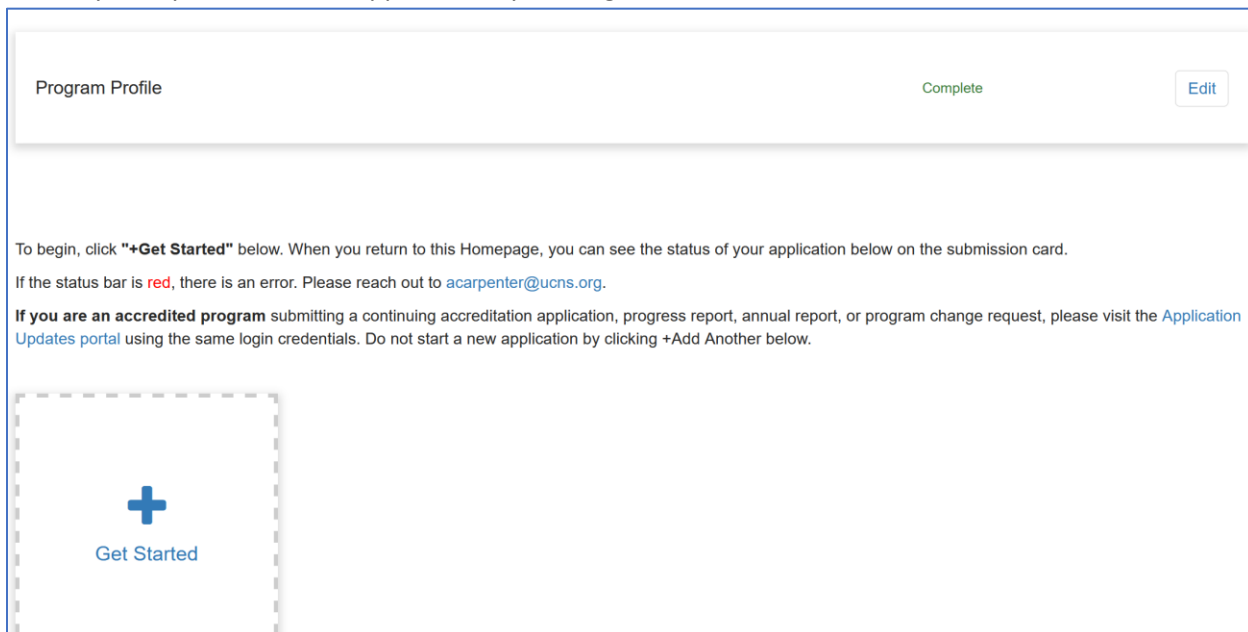 Program Profile Complete Edit
To begin, click "+Get Started" below. When you return to this Homepage, you can see the status of your application below on the submission card.
If the status bar is red, there is an error. Please reach out to acarpenter@ucns.org.
If you are an accredited program submitting a continuing accreditation application, progress report, annual report, or program change request, please visit the Application
Updates portal using the same login credentials. Do not start a new application by clicking +Add Another below.
Get Started